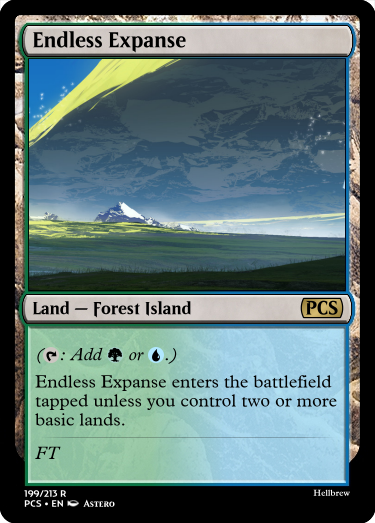 Endless Expanse
Land — Forest Island
PCS
(: Add or .)
Endless Expanse enters the battlefield
tapped unless you control two or more
basic lands.
FT
199/213 R
Hellbrew
PCS • EN Astero